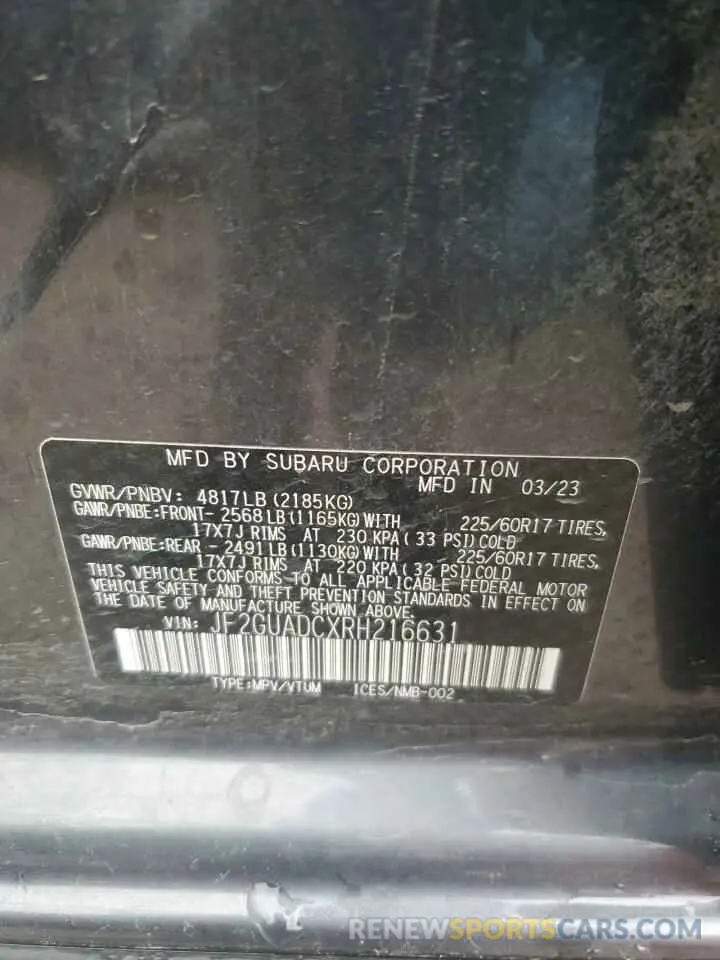 MFD BY SUBARU CORPORATION
GVWR/PNBV: 4817LB (2185KG) MFD IN 03/23
GAWR/PNBE:FRONT- 2568LB(1165KG)WITH 225/60R17 TIRES,
17X7J RIMS AT 230 KPA( 33 PSI)COLD
GAWR/PNBE:REAR - 2491LB(1130KG)WITH 225/60R17 TIRES,
17X7J RIMS AT 220 KPA( 32 PSI)COLD
THIS VEHICLE CONFORMS TO ALL APPLICABLE FEDERAL MOTOR
VEHICLE SAFETY AND THEFT PREVENTION STANDARDS IN EFFECT ON
THE DATE OF MANUFACTURE SHOWN ABOVE.
VIN: JF2GUADCXRH216631
TYPE:MPV/VTUM ICES/NMB-002
RENEWSPORTSCARS.COM